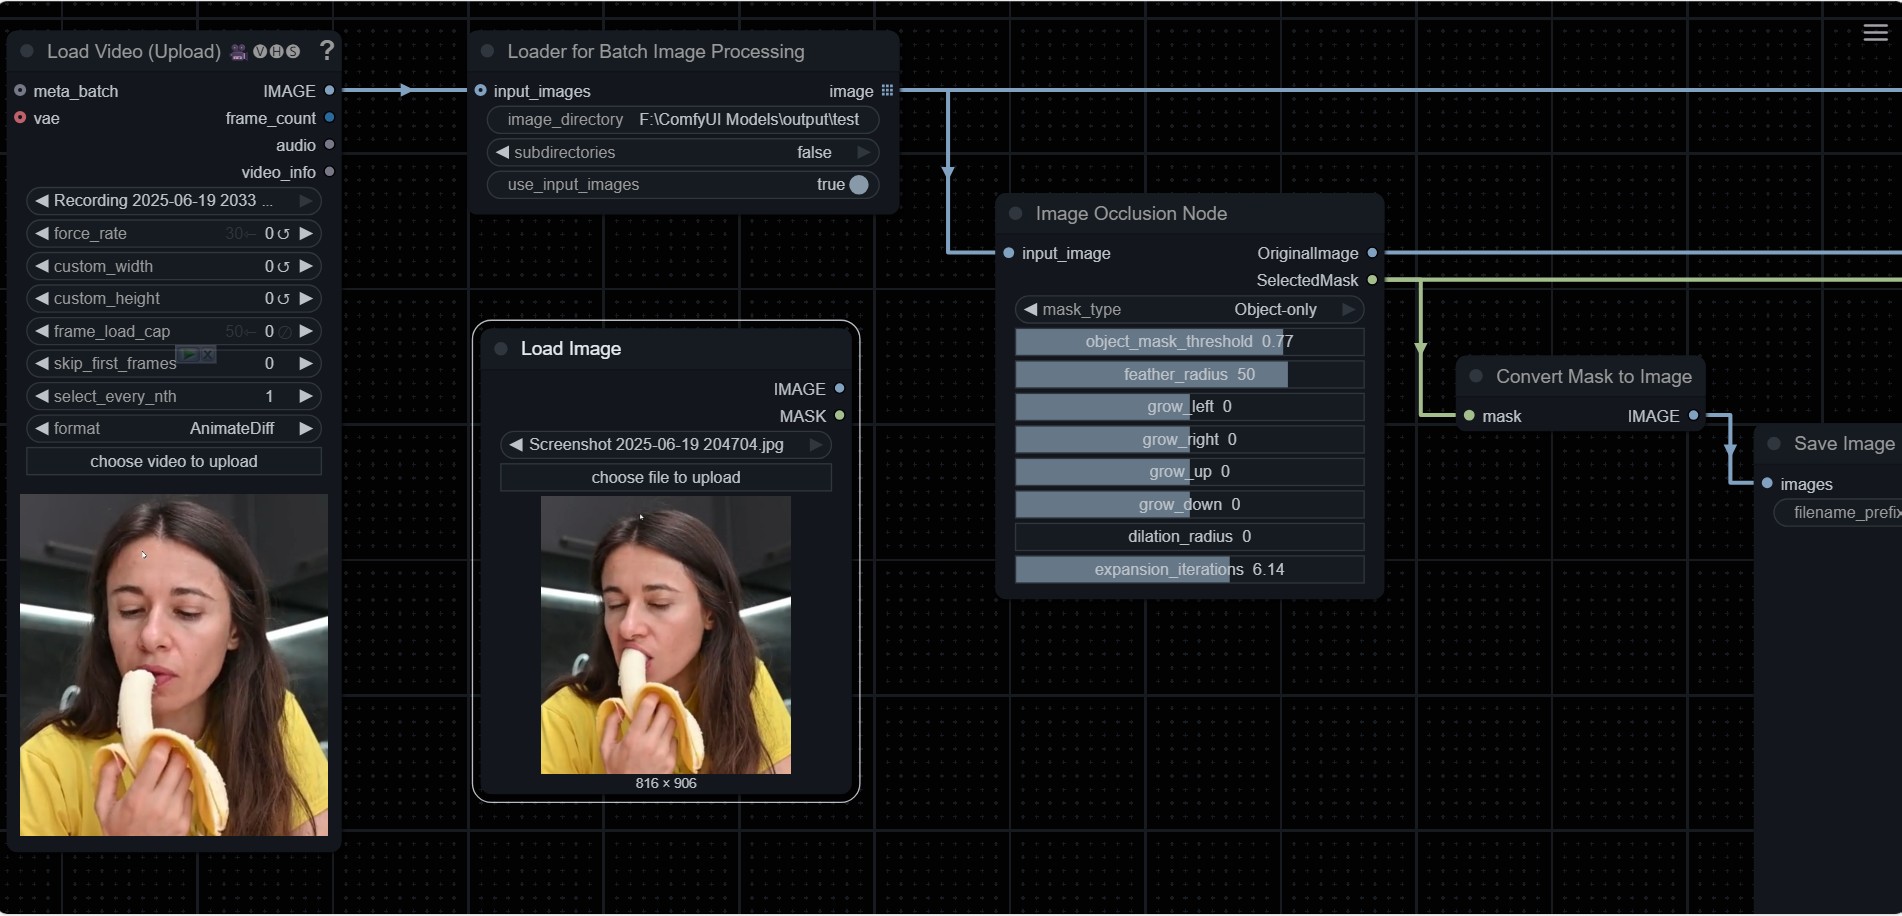 Load Video (Upload) VHS ?
meta_batch IMAGE
vae frame_count
audio
video_info
Recording 2025-06-19 2033 ...
force_rate 30← 0
custom_width 0
custom_height 0
frame_load_cap 50← 0
skip_first_frames 0
select_every_nth 1
format AnimateDiff
choose video to upload
Loader for Batch Image Processing
input_images image
image_directory F:\ComfyUI Models\output\test
subdirectories false
use_input_images true
Load Image
IMAGE
MASK
Screenshot 2025-06-19 204704.jpg
choose file to upload
816 × 906
Image Occlusion Node
input_image OriginalImage
SelectedMask
mask_type Object-only
object_mask_threshold 0.77
feather_radius 50
grow_left 0
grow_right 0
grow_up 0
grow_down 0
dilation_radius 0
expansion_iterations 6.14
Convert Mask to Image
mask IMAGE
Save Image
images
filename_prefix